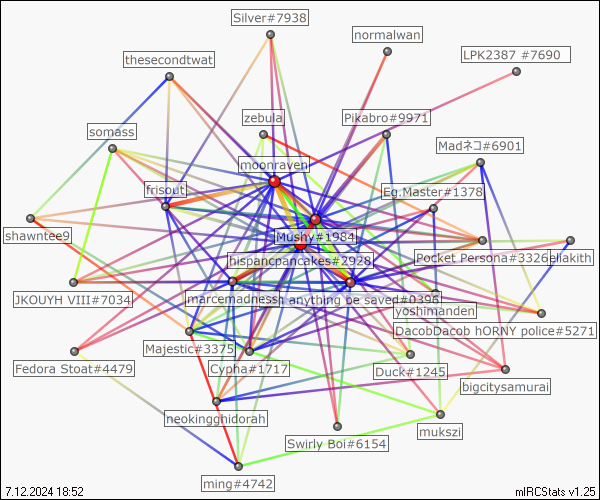 Silver#7938
normalwan
LPK2387 #7690
thesecondtwat
zebula
Pikabro#9971
somass
Madネコ#6901
moonraven
frisout
Eg.Master#1378
shawntee9
Mushy#1984
hispancpancakes#2928
Pocket Persona#3326
ellakith
JKOUYH VIII#7034
marcemadness
n anything be saved#0396
yoshimanden
DacobDacob hORNY police#5271
Majestic#3375
Fedora Stoat#4479
Cypha#1717
Duck#1245
bigcitysamurai
neokingghidorah
mukszi
Swirly Boi#6154
ming#4742
7.12.2024 18:52
mIRCStats v1.25